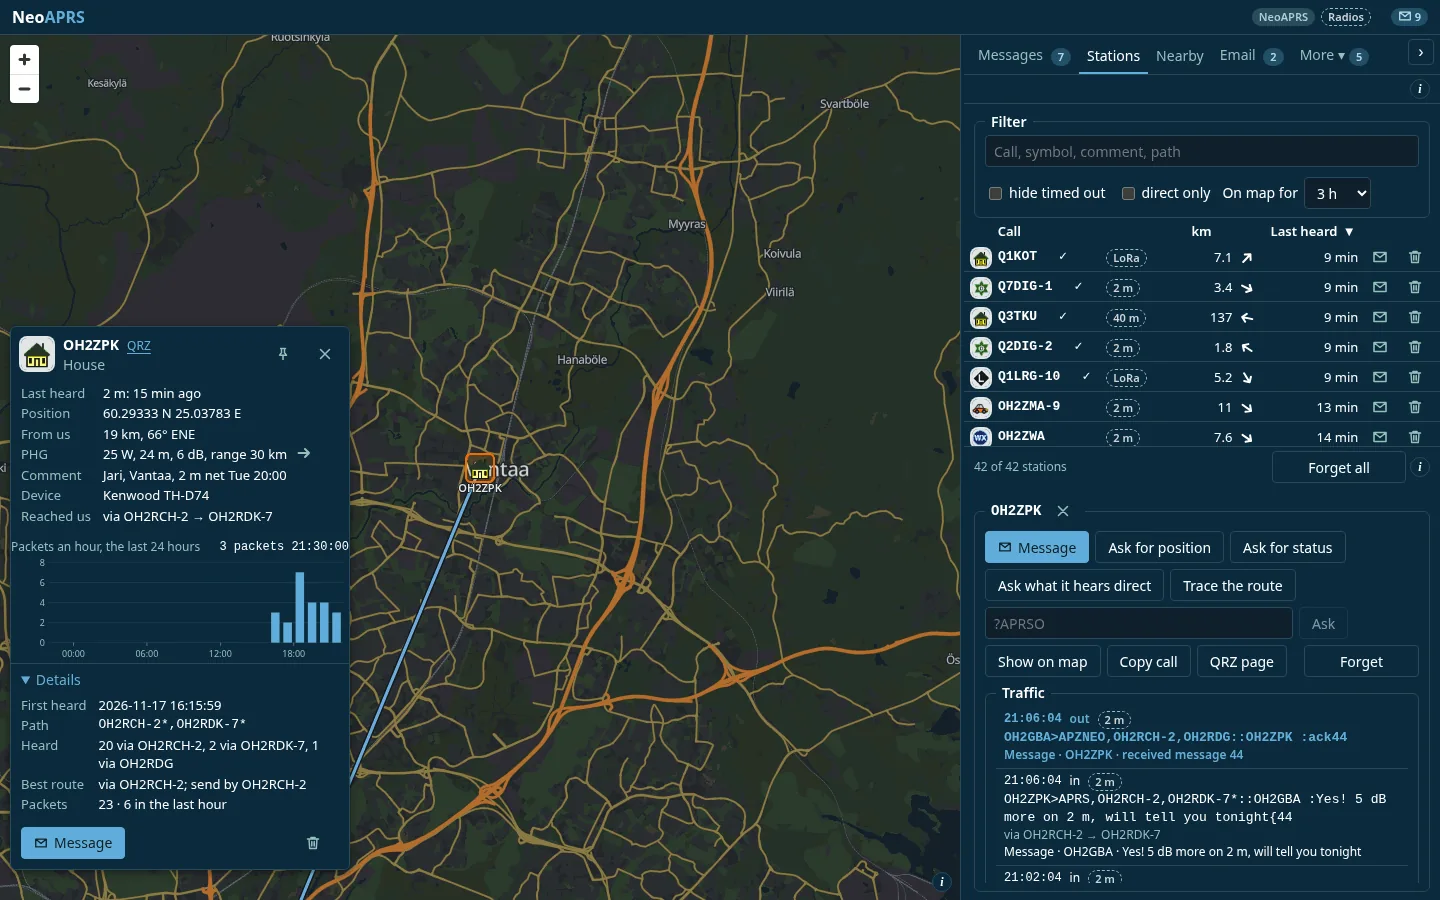 NeoAPRS
NeoAPRS Radios 9
+
−
Ruotsinkylä
Kesäkylä
Svartböle
Myyras
Koivula
Viirilä
Hanaböle
Vantaa
OH2ZPK
Ös
ki
i
OH2ZPK QRZ
House
Last heard 2 m: 15 min ago
Position 60.29333 N 25.03783 E
From us 19 km, 66° ENE
PHG 25 W, 24 m, 6 dB, range 30 km →
Comment Jari, Vantaa, 2 m net Tue 20:00
Device Kenwood TH-D74
Reached us via OH2RCH-2 → OH2RDK-7
Packets an hour, the last 24 hours 3 packets 21:30:00
8
6
4
2
0
00:00 06:00 12:00 18:00
▼ Details
First heard 2026-11-17 16:15:59
Path OH2RCH-2*,OH2RDK-7*
Heard 20 via OH2RCH-2, 2 via OH2RDK-7, 1
via OH2RDG
Best route via OH2RCH-2; send by OH2RCH-2
Packets 23 · 6 in the last hour
Message
Messages 7 Stations Nearby Email 2 More ▾ 5 ›
i
Filter
Call, symbol, comment, path
hide timed out direct only On map for 3 h
Call km Last heard ▼
Q1KOT ✓ LoRa 7.1 9 min
Q7DIG-1 ✓ 2 m 3.4 9 min
Q3TKU ✓ 40 m 137 9 min
Q2DIG-2 ✓ 2 m 1.8 9 min
L Q1LRG-10 ✓ LoRa 5.2 9 min
OH2ZMA-9 2 m 11 13 min
WX OH2ZWA 2 m 7.6 14 min
42 of 42 stations Forget all i
OH2ZPK
Message Ask for position Ask for status
Ask what it hears direct Trace the route
?APRSO Ask
Show on map Copy call QRZ page Forget
Traffic
21:06:04 out 2 m
OH2GBA>APZNEO,OH2RCH-2,OH2RDG::OH2ZPK :ack44
Message · OH2ZPK · received message 44
21:06:04 in 2 m
OH2ZPK>APRS,OH2RCH-2,OH2RDK-7*::OH2GBA :Yes! 5 dB
more on 2 m, will tell you tonight{44
via OH2RCH-2 → OH2RDK-7
Message · OH2GBA · Yes! 5 dB more on 2 m, will tell you tonight
21:02:04 in 2 m